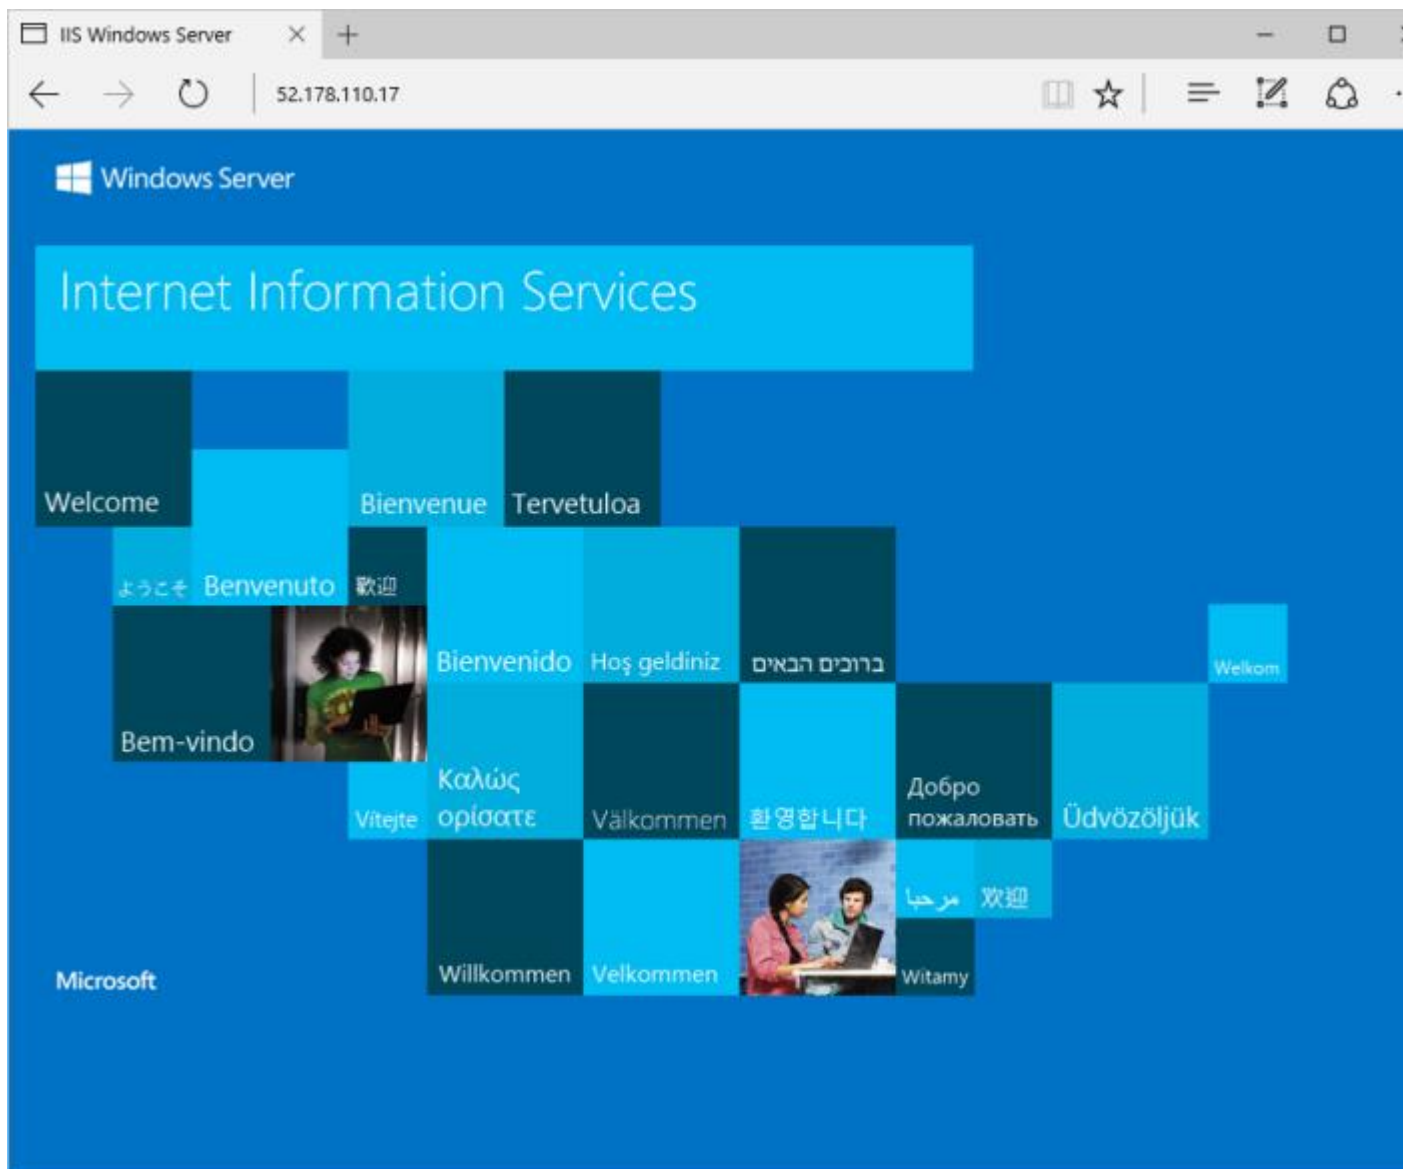 IIS Windows Server
52.178.110.17
Windows Server
Internet Information Services
Welcome
Bienvenue
Tervetuloa
ようこそ
Benvenuto
歡迎
Bienvenido
Hoş geldiniz
ברוכים הבאים
Welkom
Bem-vindo
Vítejte
Καλώς
ορίσατε
Välkommen
환영합니다
Добро
пожаловать
Üdvözöljük
مرحبا
欢迎
Microsoft
Willkommen
Velkommen
Witamy